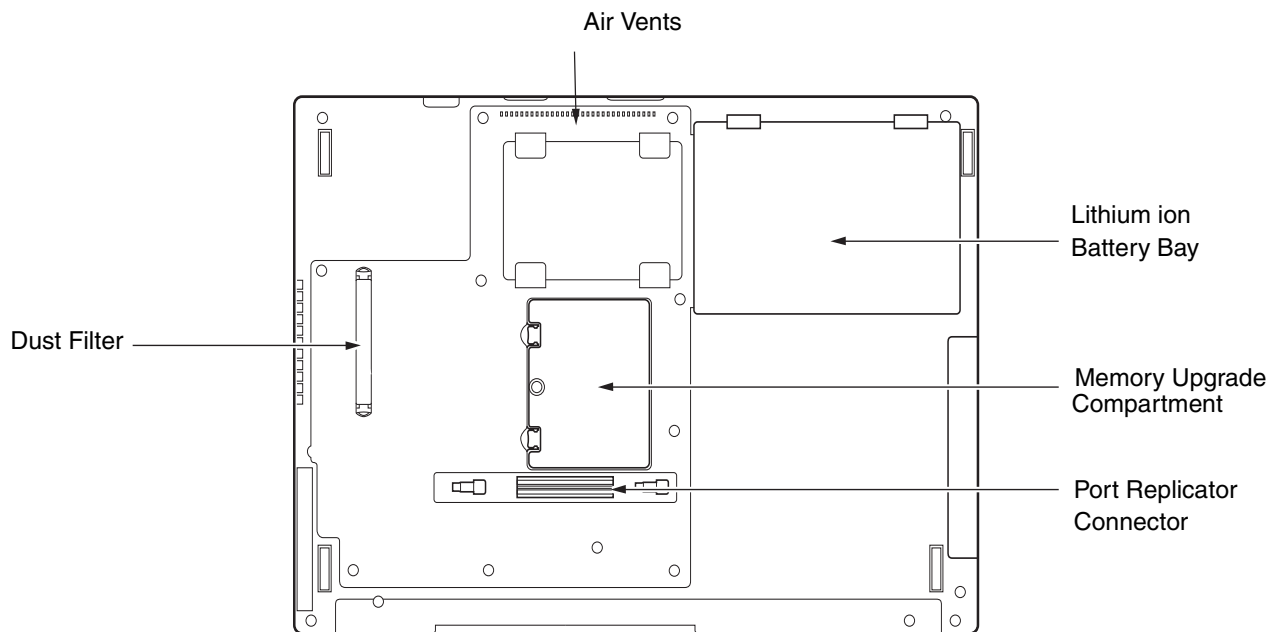 Air Vents
Lithium ion
Battery Bay
Dust Filter
Memory Upgrade
Compartment
Port Replicator
Connector